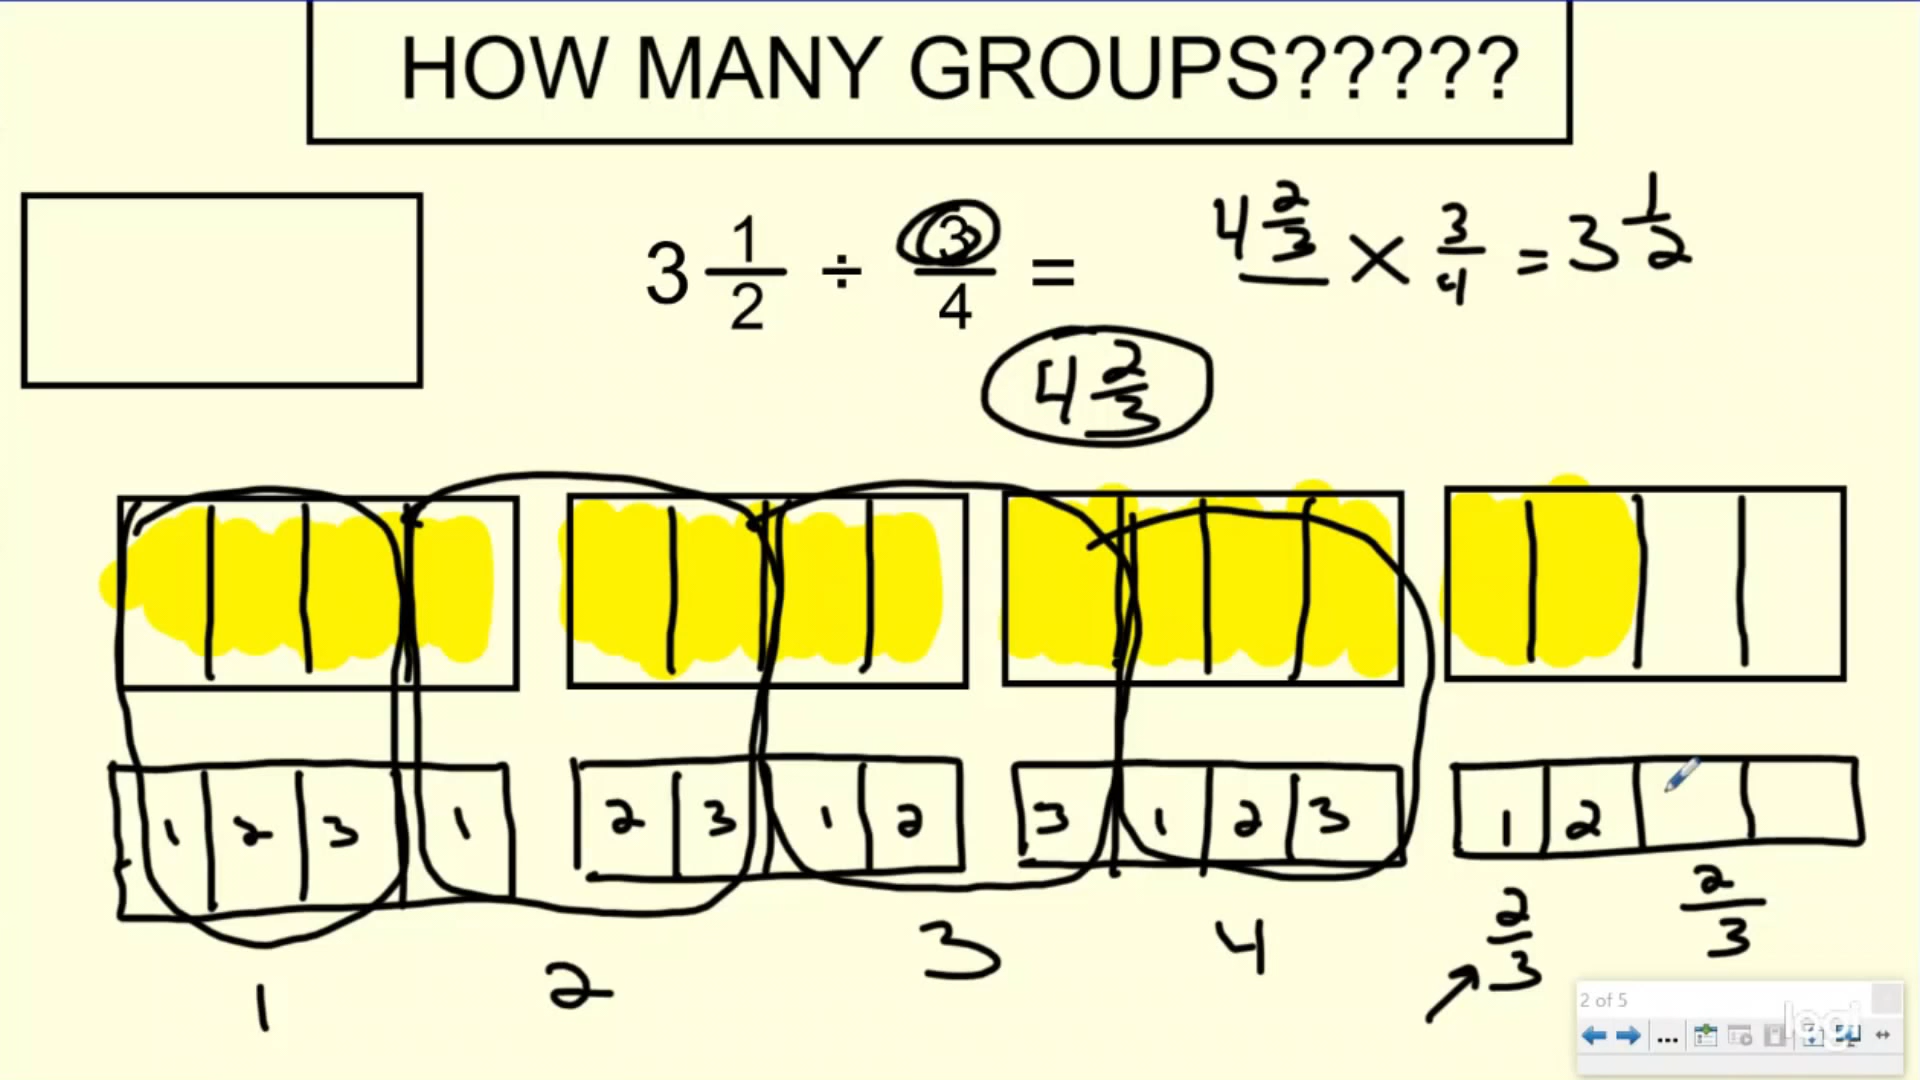 HOW MANY GROUPS?????
3 1/2 ÷ 3/4 =
4 2/3 × 3/4 = 3 1/2
4 2/3
1 2 3 1 2 3 1 2 3 1 2 3 1 2
1 2 3 4 2/3 2/3
2 of 5
logi